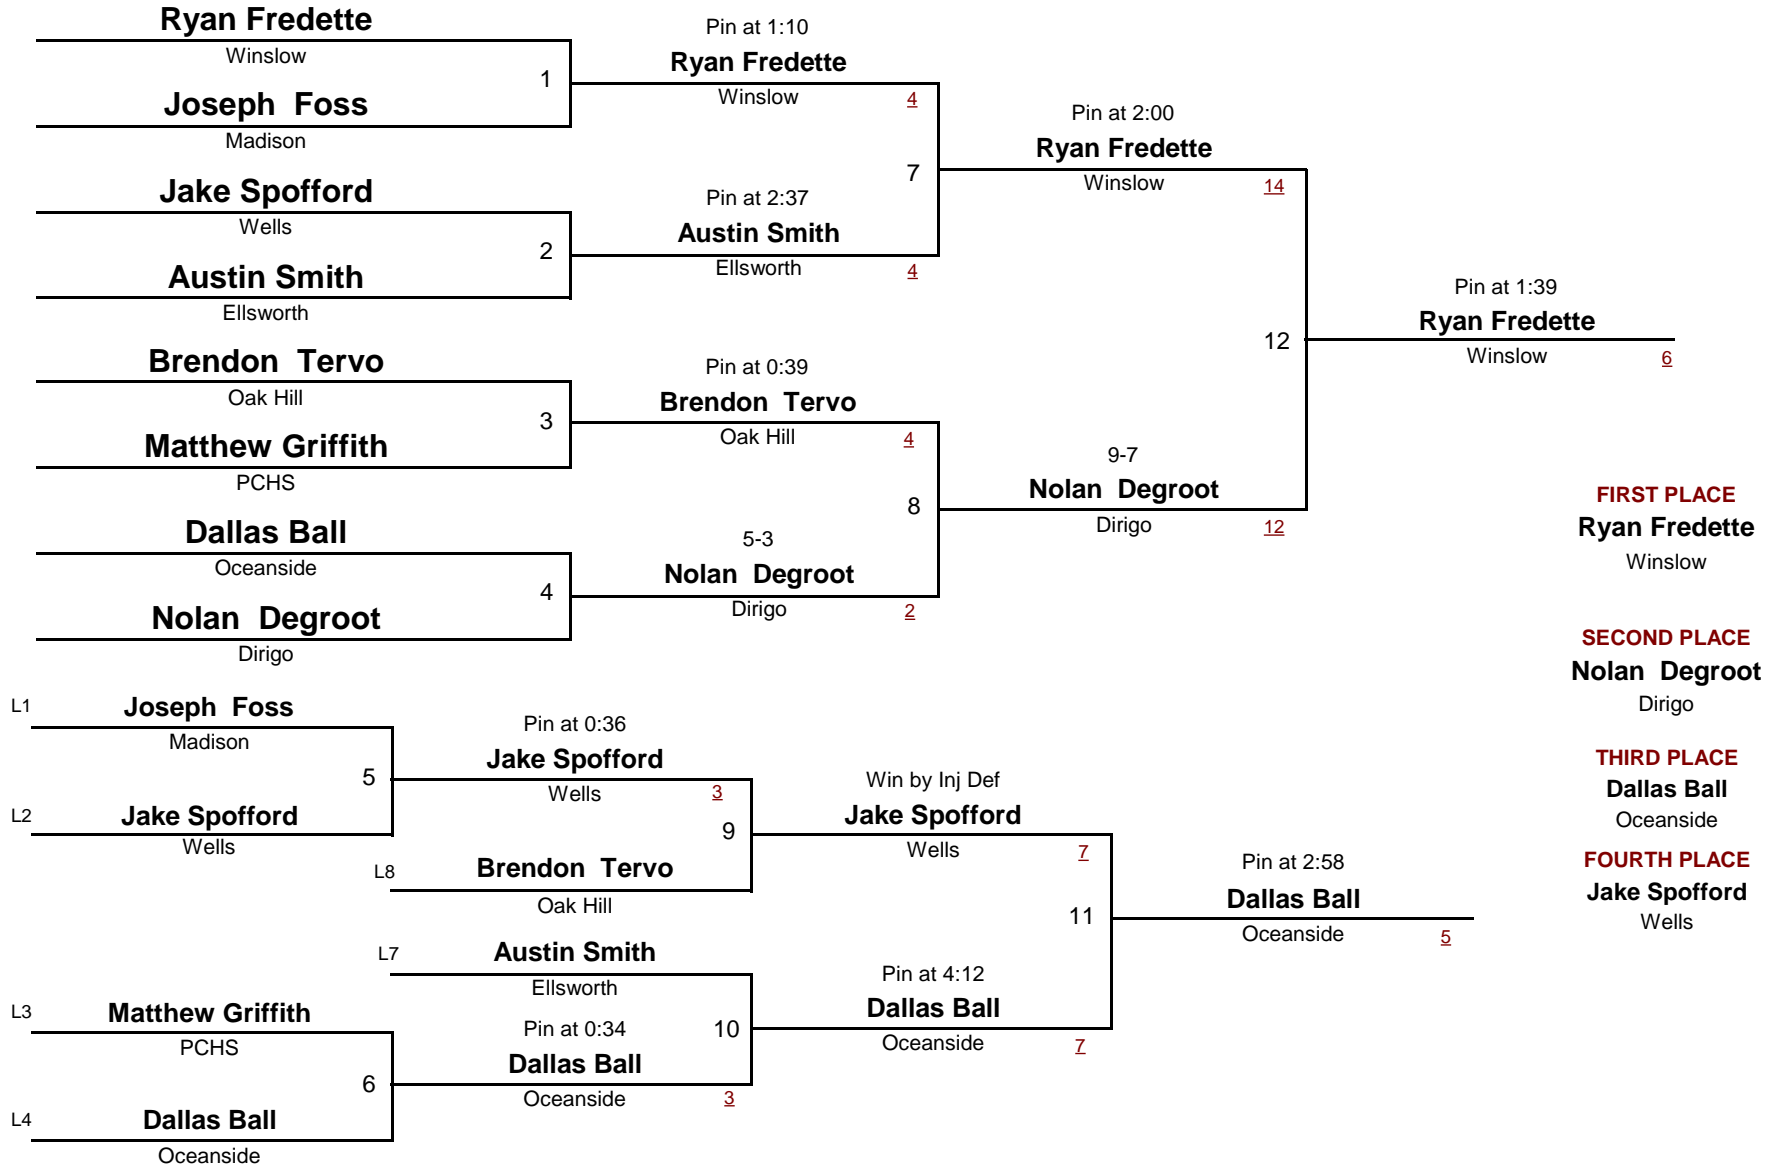 Ryan Fredette
Winslow
1
Joseph  Foss
Madison
Jake Spofford
Wells
2
Austin Smith
Ellsworth
Brendon  Tervo
Oak Hill
3
Matthew Griffith
PCHS
Dallas Ball
Oceanside
4
Nolan  Degroot
Dirigo
Pin at 1:10
Ryan Fredette
Winslow 4
7
Pin at 2:37
Austin Smith
Ellsworth 4
Pin at 0:39
Brendon  Tervo
Oak Hill 4
8
5-3
Nolan  Degroot
Dirigo 2
Pin at 2:00
Ryan Fredette
Winslow 14
12
9-7
Nolan  Degroot
Dirigo 12
Pin at 1:39
Ryan Fredette
Winslow 6
FIRST PLACE
Ryan Fredette
Winslow
SECOND PLACE
Nolan  Degroot
Dirigo
THIRD PLACE
Dallas Ball
Oceanside
FOURTH PLACE
Jake Spofford
Wells
L1 Joseph  Foss
Madison
5
L2 Jake Spofford
Wells
L3 Matthew Griffith
PCHS
6
L4 Dallas Ball
Oceanside
Pin at 0:36
Jake Spofford
Wells 3
9
L8 Brendon  Tervo
Oak Hill
L7 Austin Smith
Ellsworth
10
Pin at 0:34
Dallas Ball
Oceanside 3
Win by Inj Def
Jake Spofford
Wells 7
11
Pin at 4:12
Dallas Ball
Oceanside 7
Pin at 2:58
Dallas Ball
Oceanside 5